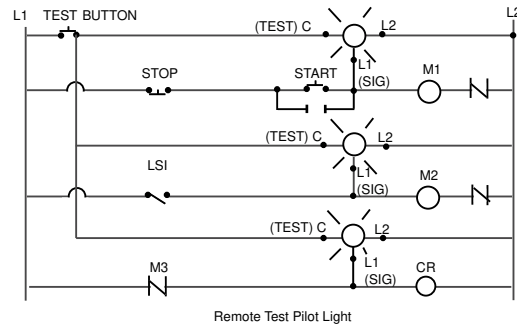 L1 TEST BUTTON L2
(TEST) C L2
STOP START L1 M1
(SIG)
(TEST) C L2
LSI L1 M2
(SIG)
(TEST) C L2
M3 L1 CR
(SIG)
Remote Test Pilot Light